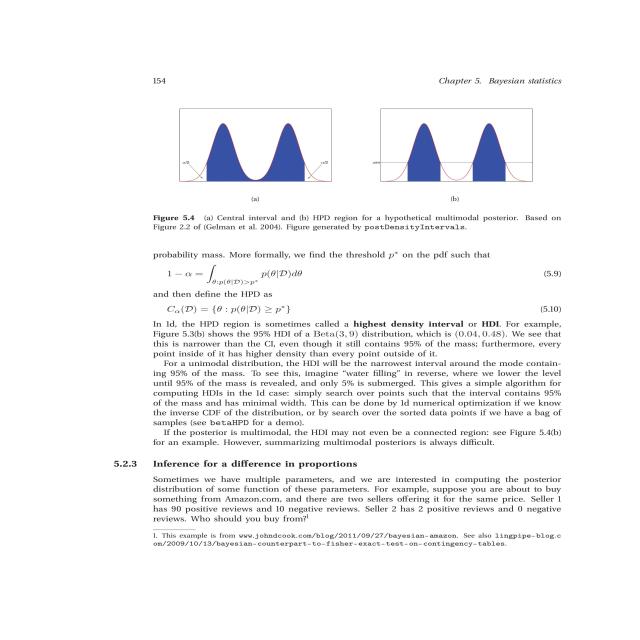 154
Chapter 5. Bayesian statistics
α/2
α/2
pMIN
(a)
(b)
Figure 5.4 (a) Central interval and (b) HPD region for a hypothetical multimodal posterior. Based on
Figure 2.2 of (Gelman et al. 2004). Figure generated by postDensityIntervals.
probability mass. More formally, we find the threshold p* on the pdf such that
1 − α = ∫θ:p(θ|D)>p* p(θ|D)dθ (5.9)
and then define the HPD as
Cα(D) = {θ : p(θ|D) ≥ p*} (5.10)
In 1d, the HPD region is sometimes called a highest density interval or HDI. For example,
Figure 5.3(b) shows the 95% HDI of a Beta(3, 9) distribution, which is (0.04, 0.48). We see that
this is narrower than the CI, even though it still contains 95% of the mass; furthermore, every
point inside of it has higher density than every point outside of it.
For a unimodal distribution, the HDI will be the narrowest interval around the mode contain-
ing 95% of the mass. To see this, imagine “water filling” in reverse, where we lower the level
until 95% of the mass is revealed, and only 5% is submerged. This gives a simple algorithm for
computing HDIs in the 1d case: simply search over points such that the interval contains 95%
of the mass and has minimal width. This can be done by 1d numerical optimization if we know
the inverse CDF of the distribution, or by search over the sorted data points if we have a bag of
samples (see betaHPD for a demo).
If the posterior is multimodal, the HDI may not even be a connected region: see Figure 5.4(b)
for an example. However, summarizing multimodal posteriors is always difficult.
5.2.3 Inference for a difference in proportions
Sometimes we have multiple parameters, and we are interested in computing the posterior
distribution of some function of these parameters. For example, suppose you are about to buy
something from Amazon.com, and there are two sellers offering it for the same price. Seller 1
has 90 positive reviews and 10 negative reviews. Seller 2 has 2 positive reviews and 0 negative
reviews. Who should you buy from?1
1. This example is from www.johndcook.com/blog/2011/09/27/bayesian-amazon. See also lingpipe-blog.c
om/2009/10/13/bayesian-counterpart-to-fisher-exact-test-on-contingency-tables.